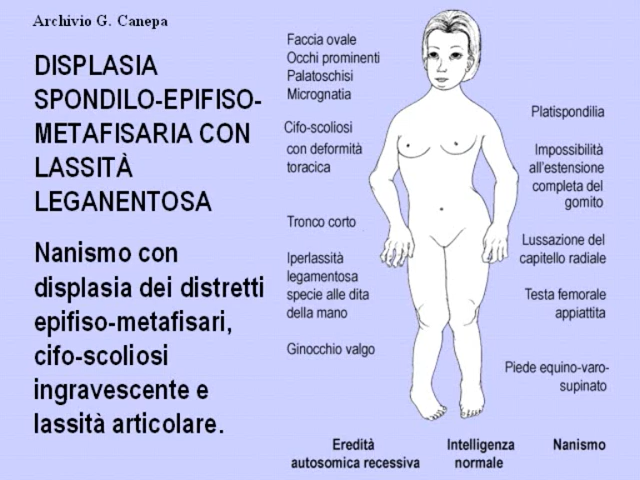 Archivio G. Canepa
DISPLASIA
SPONDILO-EPIFISO-
METAFISARIA CON
LASSITÀ
LEGANENTOSA
Nanismo con
displasia dei distretti
epifiso-metafisari,
cifo-scoliosi
ingravescente e
lassità articolare.
Faccia ovale
Occhi prominenti
Palatoschisi
Micrognatia
Cifo-scoliosi
con deformità
toracica
Tronco corto
Iperlassità
legamentosa
specie alle dita
della mano
Ginocchio valgo
Platispondilia
Impossibilità
all'estensione
completa del
gomito
Lussazione del
capitello radiale
Testa femorale
appiattita
Piede equino-varo-
supinato
Eredità
autosomica recessiva
Intelligenza
normale
Nanismo